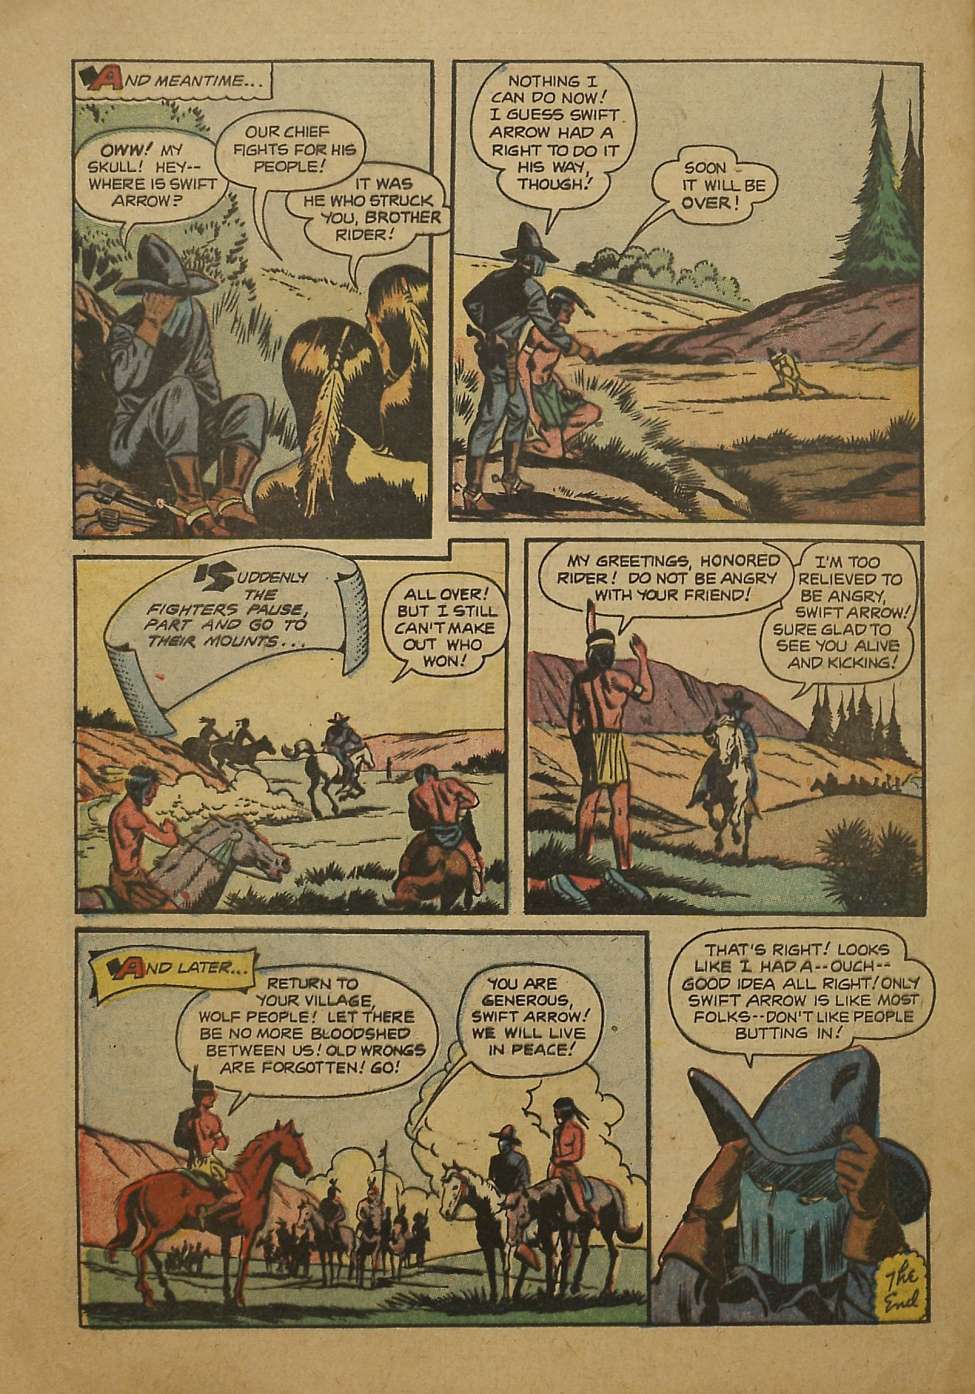 AND MEANTIME...
OWW! MY
SKULL! HEY--
WHERE IS SWIFT
ARROW?
OUR CHIEF
FIGHTS FOR HIS
PEOPLE!
IT WAS
HE WHO STRUCK
YOU, BROTHER
RIDER!
NOTHING I
CAN DO NOW!
I GUESS SWIFT
ARROW HAD A
RIGHT TO DO IT
HIS WAY,
THOUGH!
SOON
IT WILL BE
OVER!
SUDDENLY
THE
FIGHTERS PAUSE,
PART AND GO TO
THEIR MOUNTS...
ALL OVER!
BUT I STILL
CAN'T MAKE
OUT WHO
WON!
MY GREETINGS, HONORED
RIDER! DO NOT BE ANGRY
WITH YOUR FRIEND!
I'M TOO
RELIEVED TO
BE ANGRY,
SWIFT ARROW!
SURE GLAD TO
SEE YOU ALIVE
AND KICKING!
AND LATER...
RETURN TO
YOUR VILLAGE,
WOLF PEOPLE! LET THERE
BE NO MORE BLOODSHED
BETWEEN US! OLD WRONGS
ARE FORGOTTEN! GO!
YOU ARE
GENEROUS,
SWIFT ARROW!
WE WILL LIVE
IN PEACE!
THAT'S RIGHT! LOOKS
LIKE I HAD A--OUCH--
GOOD IDEA ALL RIGHT! ONLY
SWIFT ARROW IS LIKE MOST
FOLKS--DON'T LIKE PEOPLE
BUTTING IN!
The
End